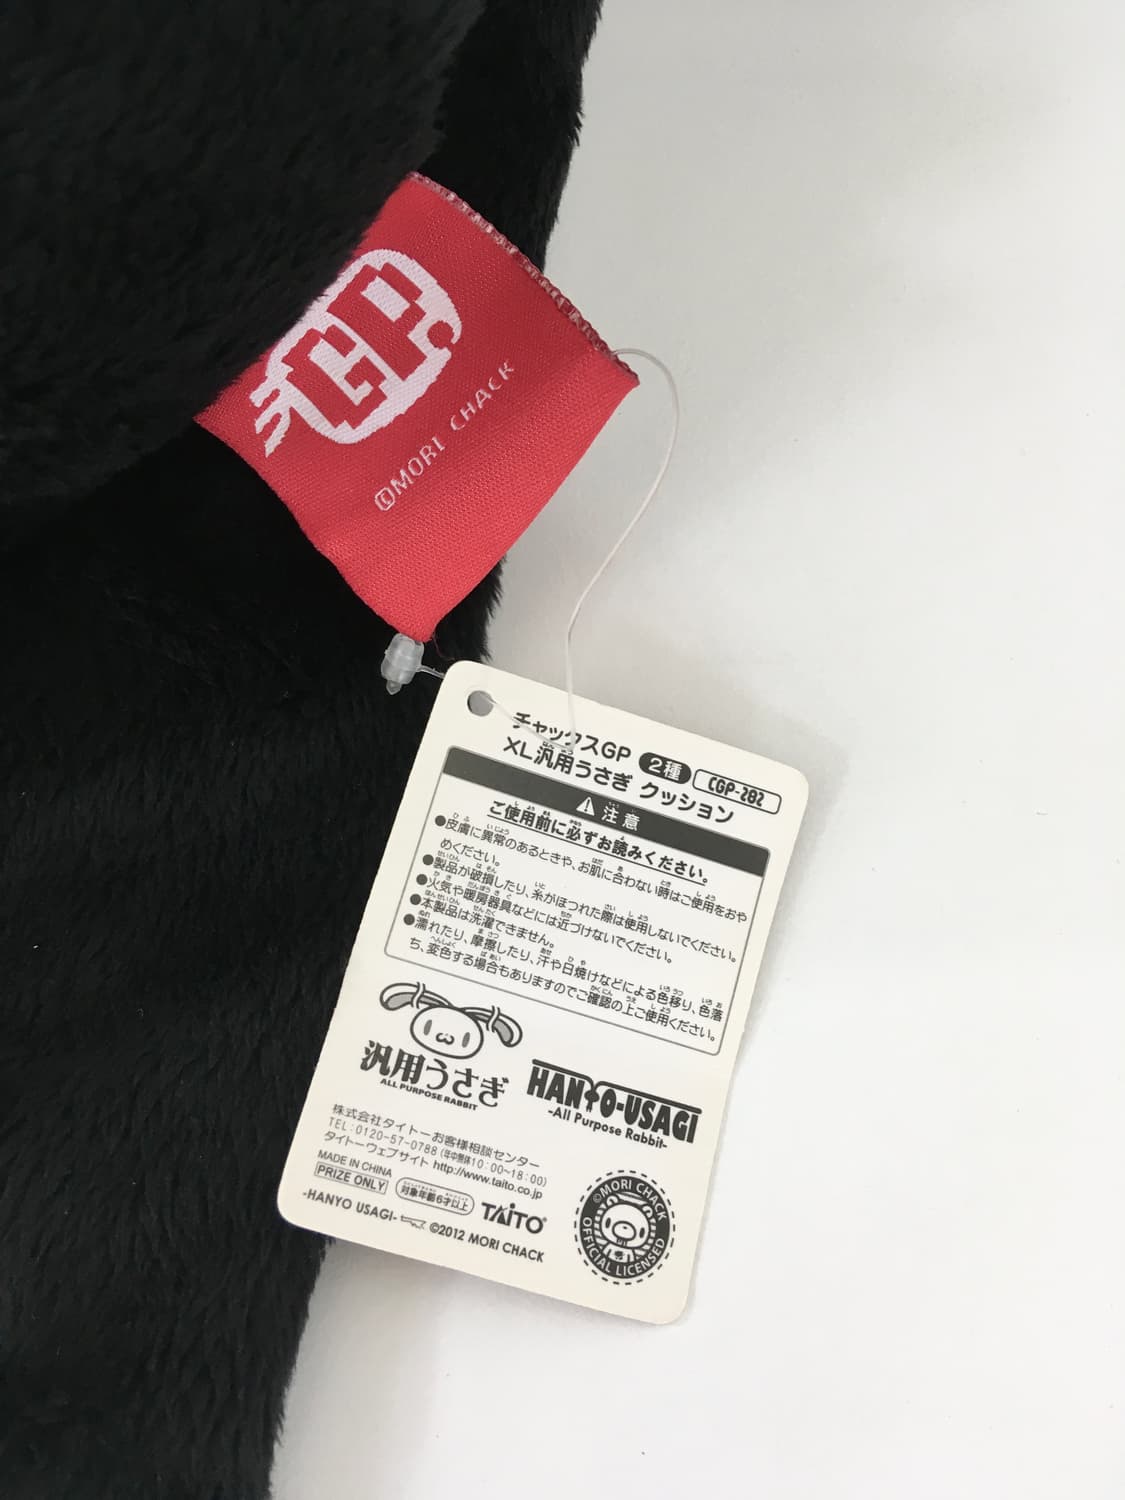 GP
©MORI CHACK
チャックスGP 2種 CGP-282
XL汎用うさぎ クッション
注意
ご使用前に必ずお読みください。
●皮膚に異常のあるときや、お肌に合わない時はご使用をおや
めください。
●製品が破損したり、糸がほつれた際は使用しないでください。
●火気や暖房器具などには近づけないでください。
●本製品は洗濯できません。
●濡れたり、摩擦したり、汗や日焼けなどによる色移り、色落
ち、変色する場合もありますのでご確認の上ご使用ください。
汎用うさぎ
ALL PURPOSE RABBIT
HANYO-USAGI
-All Purpose Rabbit-
株式会社タイトーお客様相談センター
TEL:0120-57-0788(年中無休10:00~18:00)
タイトーウェブサイト http://www.taito.co.jp
MADE IN CHINA
PRIZE ONLY 対象年齢6才以上 TAITO®
-HANYO USAGI- ©2012 MORI CHACK
©MORI CHACK
OFFICIAL LICENSED